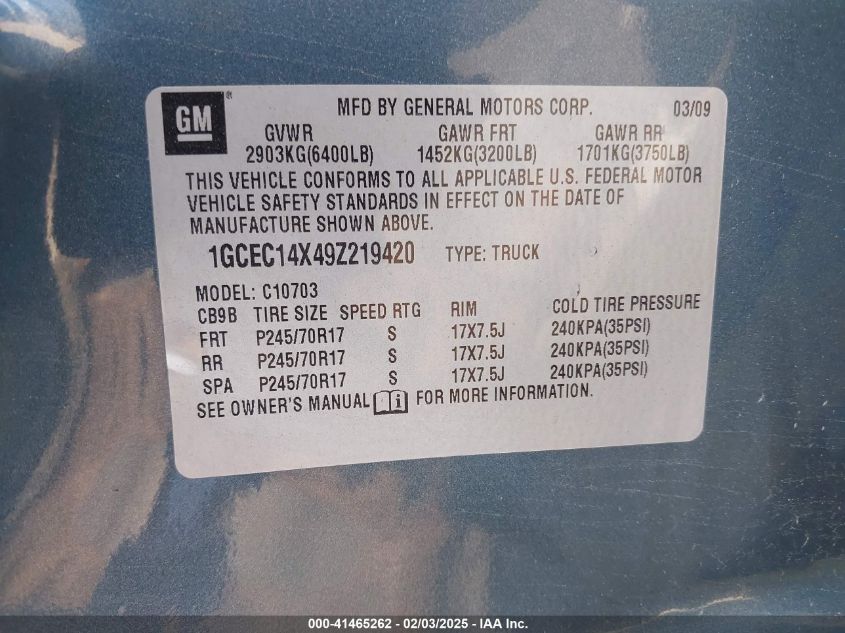 GM ® MFD BY GENERAL MOTORS CORP. 03/09
GVWR GAWR FRT GAWR RR
2903KG(6400LB) 1452KG(3200LB) 1701KG(3750LB)
THIS VEHICLE CONFORMS TO ALL APPLICABLE U.S. FEDERAL MOTOR
VEHICLE SAFETY STANDARDS IN EFFECT ON THE DATE OF
MANUFACTURE SHOWN ABOVE.
1GCEC14X49Z219420 TYPE: TRUCK
MODEL: C10703
CB9B TIRE SIZE SPEED RTG RIM COLD TIRE PRESSURE
FRT P245/70R17 S 17X7.5J 240KPA(35PSI)
RR P245/70R17 S 17X7.5J 240KPA(35PSI)
SPA P245/70R17 S 17X7.5J 240KPA(35PSI)
SEE OWNER'S MANUAL i FOR MORE INFORMATION.
000-41465262 - 02/03/2025 - IAA Inc.